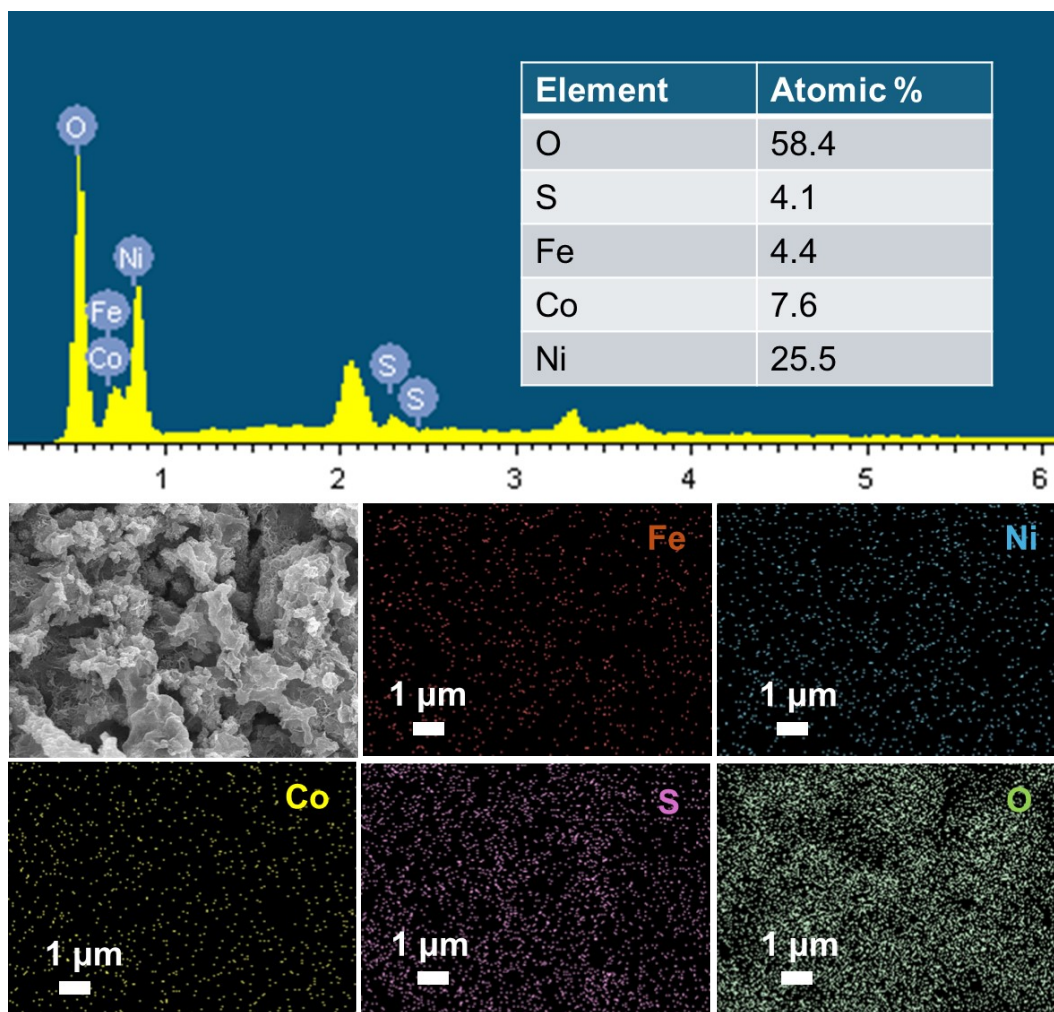 Element Atomic %
O 58.4
S 4.1
Fe 4.4
Co 7.6
Ni 25.5
O
Ni
Fe
Co
S
S
1 2 3 4 5 6
Fe
1 µm
Ni
1 µm
Co
1 µm
S
1 µm
O
1 µm